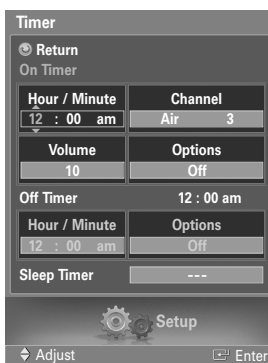 Timer
Return
On Timer
Hour / Minute Channel
12 : 00 am Air 3
Volume Options
10 Off
Off Timer 12 : 00 am
Hour / Minute Options
12 : 00 am Off
Sleep Timer ---
Setup
Adjust Enter